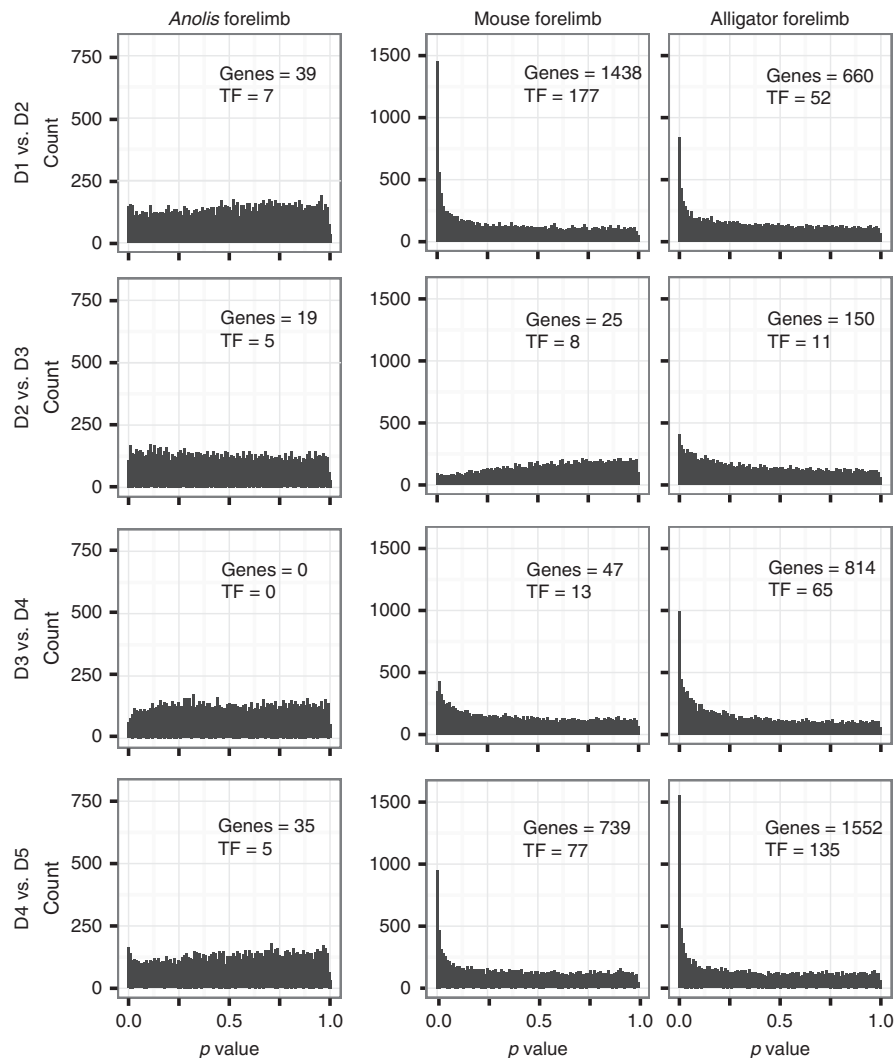 Anolis forelimb
Mouse forelimb
Alligator forelimb
D1 vs. D2
Count
750
500
250
0
Genes = 39
TF = 7
1500
1000
500
0
Genes = 1438
TF = 177
Genes = 660
TF = 52
D2 vs. D3
Count
750
500
250
0
Genes = 19
TF = 5
1500
1000
500
0
Genes = 25
TF = 8
Genes = 150
TF = 11
D3 vs. D4
Count
750
500
250
0
Genes = 0
TF = 0
1500
1000
500
0
Genes = 47
TF = 13
Genes = 814
TF = 65
D4 vs. D5
Count
750
500
250
0
Genes = 35
TF = 5
1500
1000
500
0
Genes = 739
TF = 77
Genes = 1552
TF = 135
0.0 0.5 1.0
0.0 0.5 1.0
0.0 0.5 1.0
p value
p value
p value